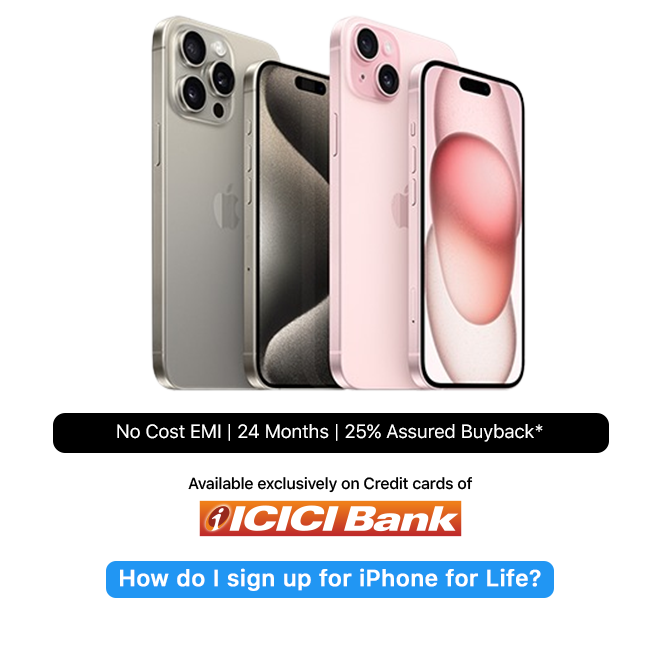 No Cost EMI | 24 Months | 25% Assured Buyback*
Available exclusively on Credit cards of
i ICICI Bank
How do I sign up for iPhone for Life?